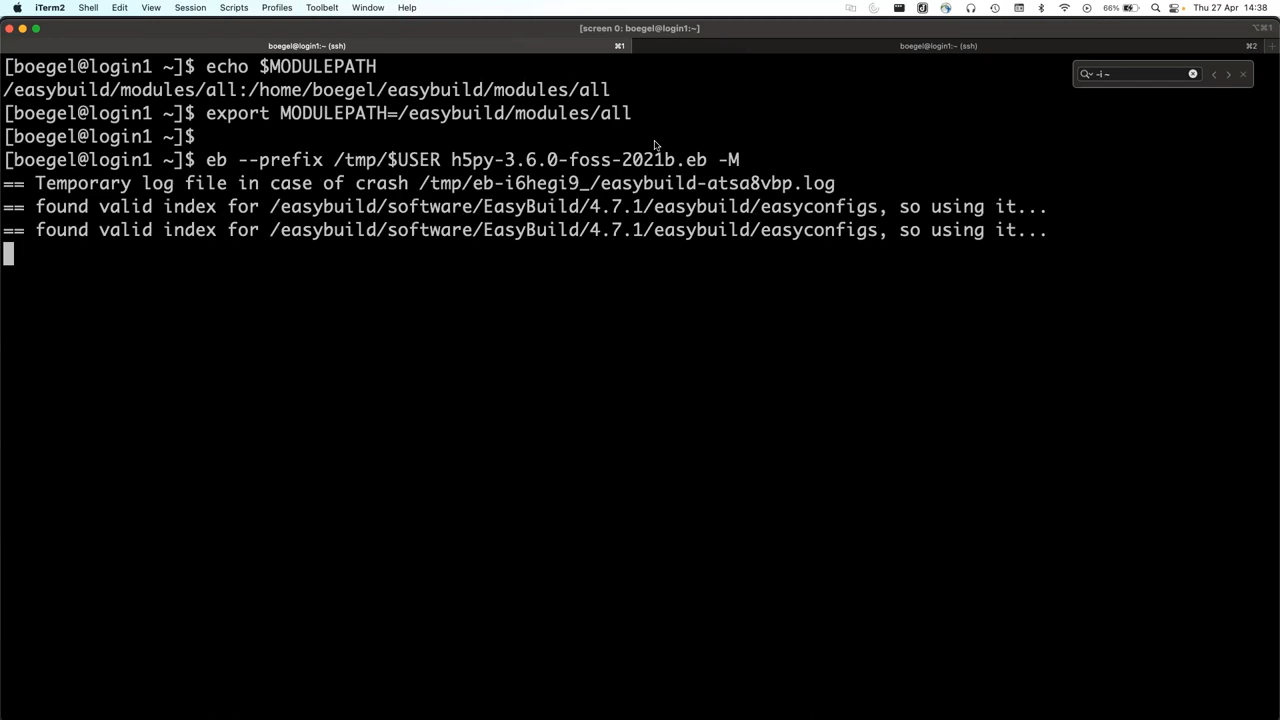 iTerm2 Shell Edit View Session Scripts Profiles Toolbelt Window Help 66% Thu 27 Apr 14:38
[screen 0: boegel@login1:~] ⌥⌘1
boegel@login1:~ (ssh) ⌘1 boegel@login1:~ (ssh) ⌘2
[boegel@login1 ~]$ echo $MODULEPATH
-i ~
/easybuild/modules/all:/home/boegel/easybuild/modules/all
[boegel@login1 ~]$ export MODULEPATH=/easybuild/modules/all
[boegel@login1 ~]$
[boegel@login1 ~]$ eb --prefix /tmp/$USER h5py-3.6.0-foss-2021b.eb -M
== Temporary log file in case of crash /tmp/eb-i6hegi9_/easybuild-atsa8vbp.log
== found valid index for /easybuild/software/EasyBuild/4.7.1/easybuild/easyconfigs, so using it...
== found valid index for /easybuild/software/EasyBuild/4.7.1/easybuild/easyconfigs, so using it...